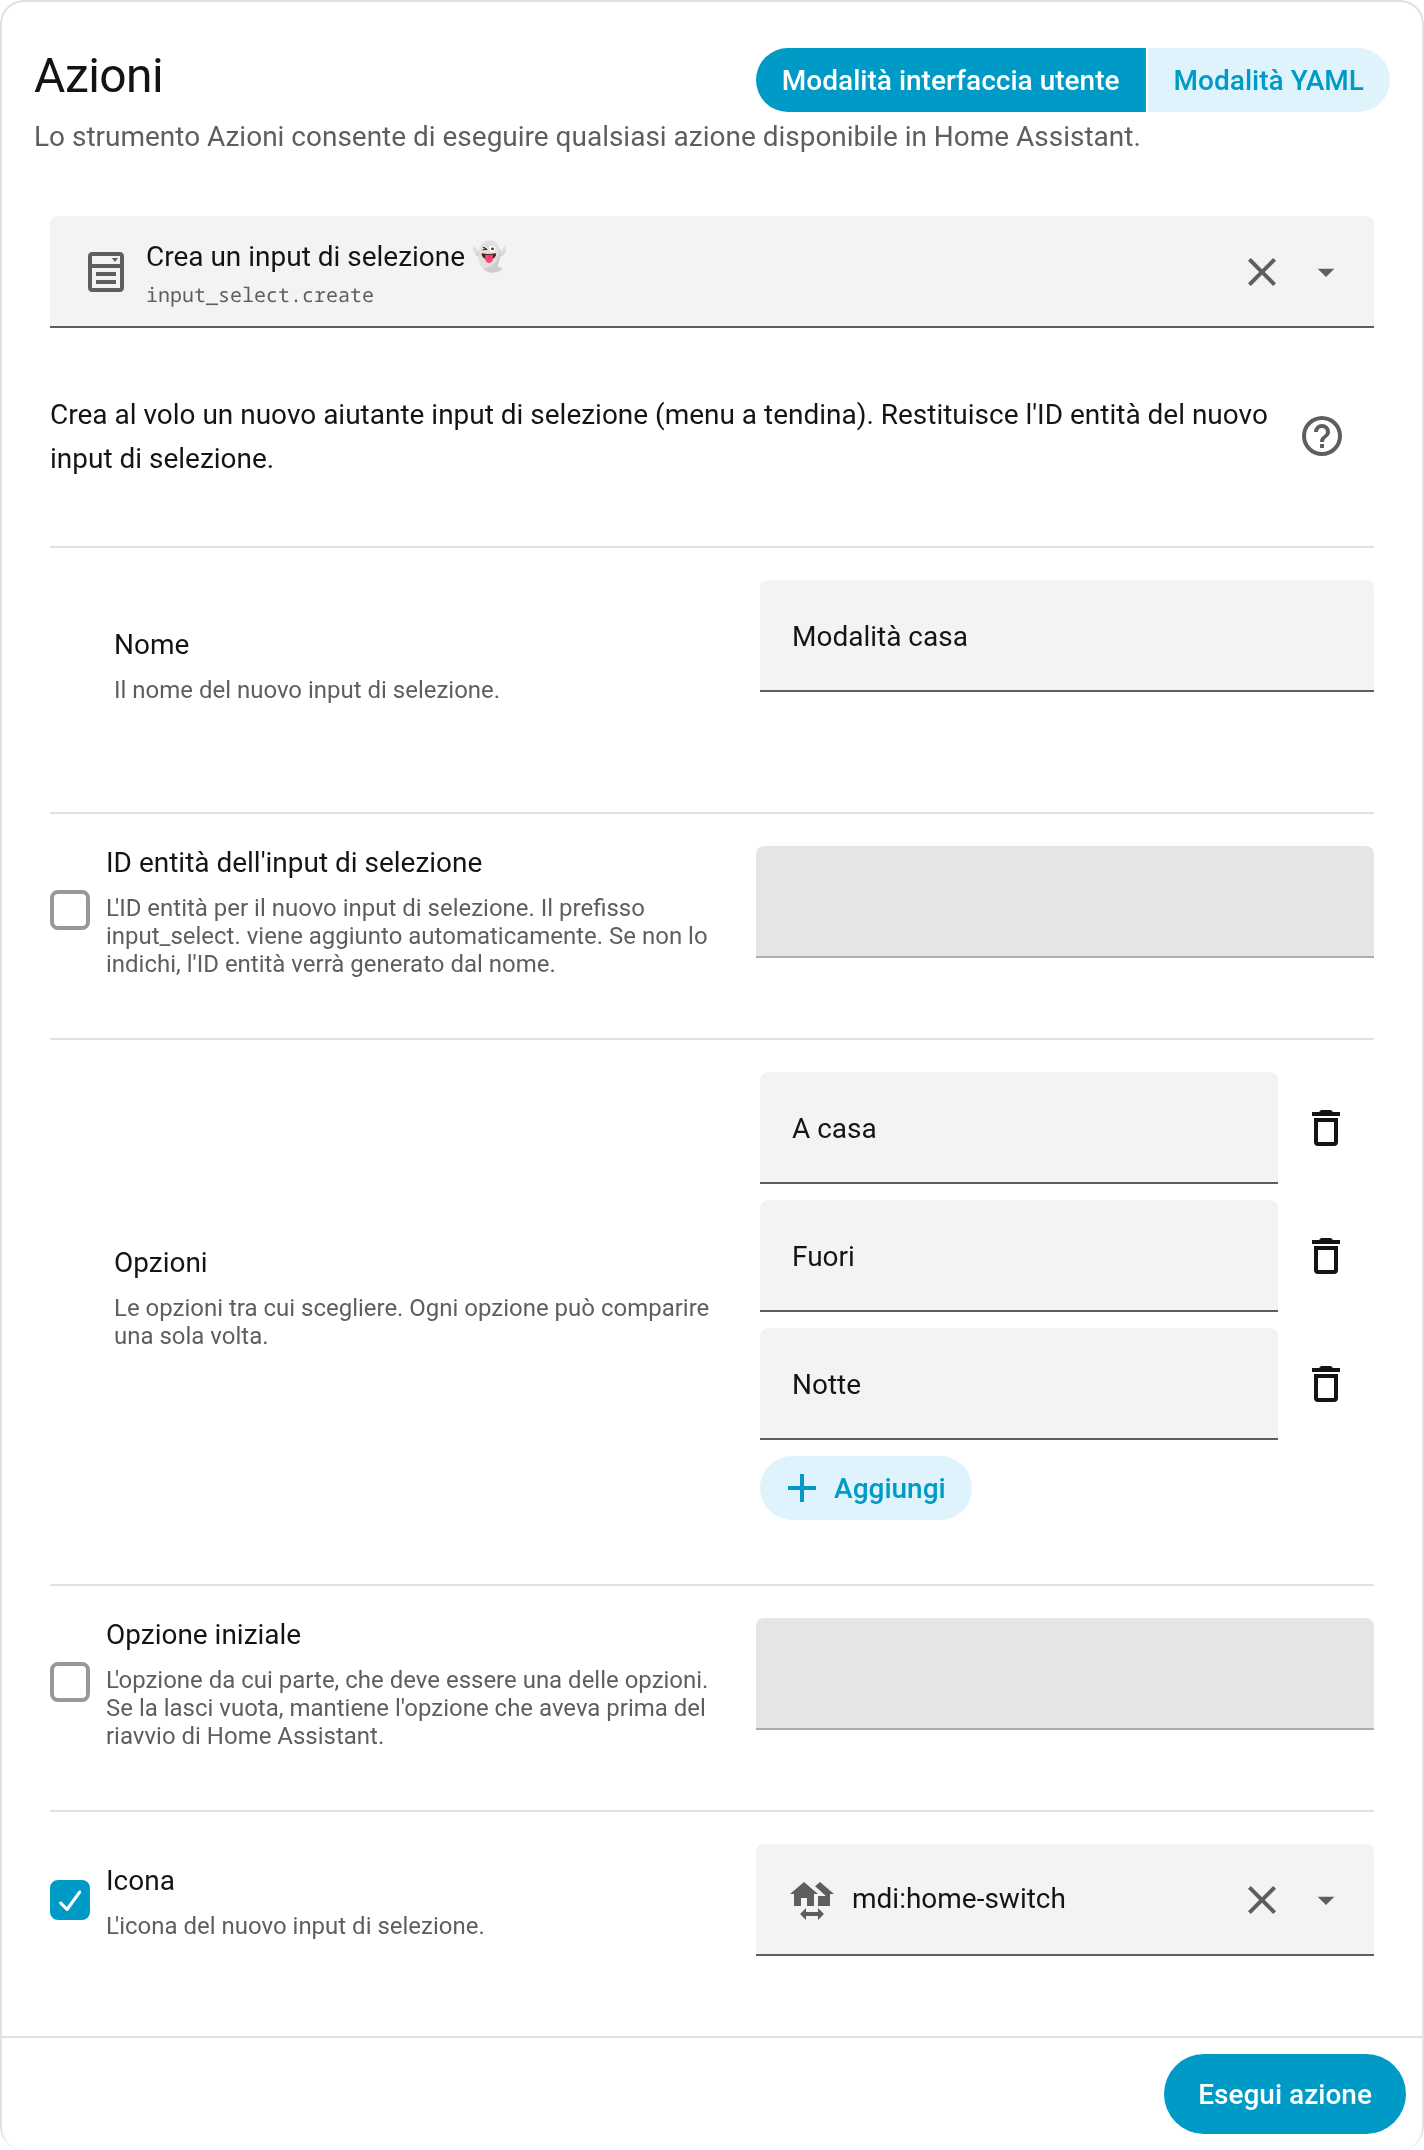 Azioni
Modalità interfaccia utente
Modalità YAML
Lo strumento Azioni consente di eseguire qualsiasi azione disponibile in Home Assistant.
Crea un input di selezione 👻
input_select.create
Crea al volo un nuovo aiutante input di selezione (menu a tendina). Restituisce l'ID entità del nuovo
input di selezione.
Nome
Il nome del nuovo input di selezione.
Modalità casa
ID entità dell'input di selezione
L'ID entità per il nuovo input di selezione. Il prefisso
input_select. viene aggiunto automaticamente. Se non lo
indichi, l'ID entità verrà generato dal nome.
Opzioni
Le opzioni tra cui scegliere. Ogni opzione può comparire
una sola volta.
A casa
Fuori
Notte
Aggiungi
Opzione iniziale
L'opzione da cui parte, che deve essere una delle opzioni.
Se la lasci vuota, mantiene l'opzione che aveva prima del
riavvio di Home Assistant.
Icona
L'icona del nuovo input di selezione.
mdi:home-switch
Esegui azione